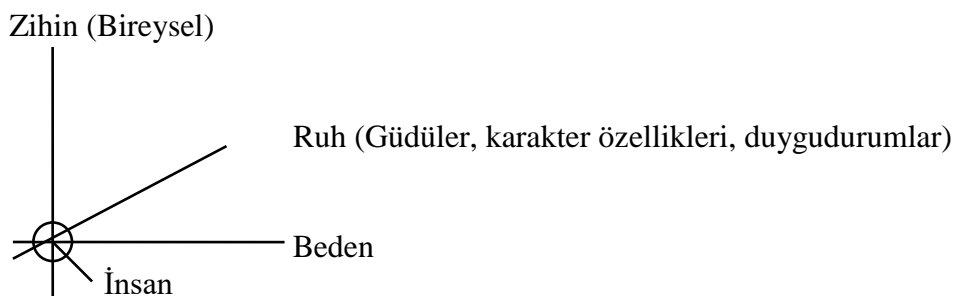 Zihin (Bireysel)
Ruh (Güdüler, karakter özellikleri, duygudurumlar)
Beden
İnsan